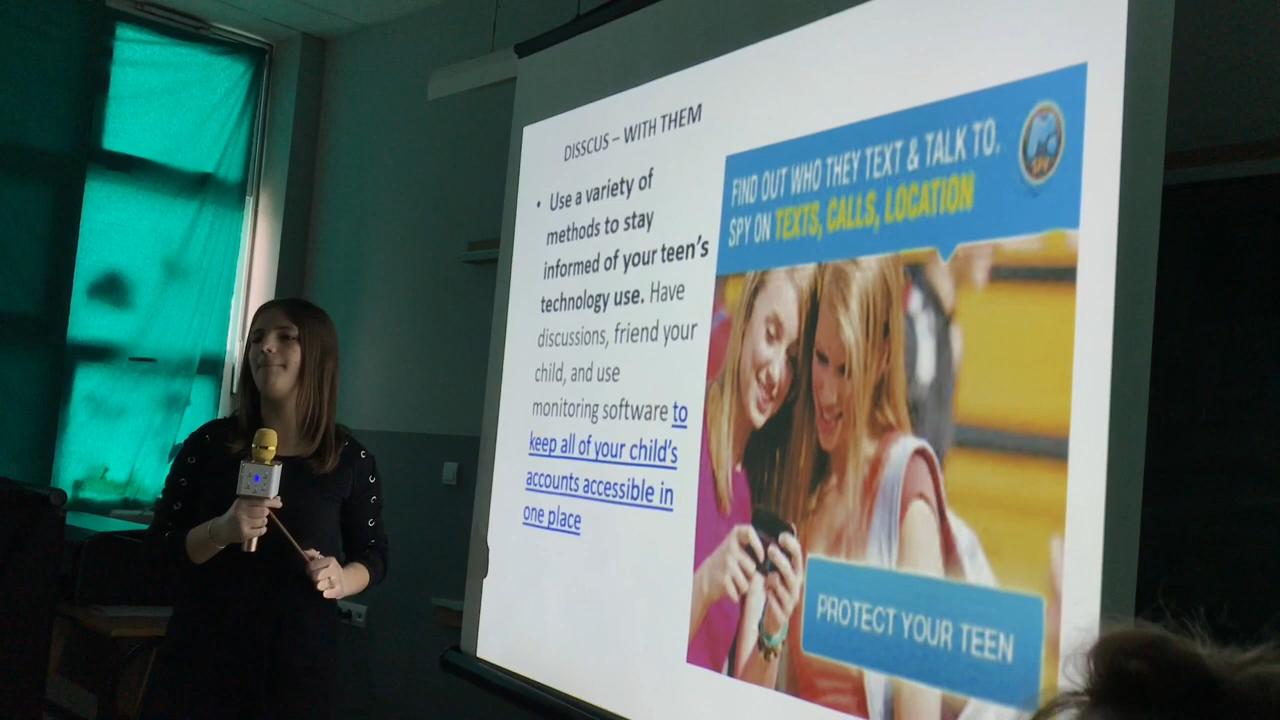 DISSCUS – WITH THEM
• Use a variety of
methods to stay
informed of your teen's
technology use. Have
discussions, friend your
child, and use
monitoring software to
keep all of your child's
accounts accessible in
one place
FIND OUT WHO THEY TEXT & TALK TO.
SPY ON TEXTS, CALLS, LOCATION
PROTECT YOUR TEEN